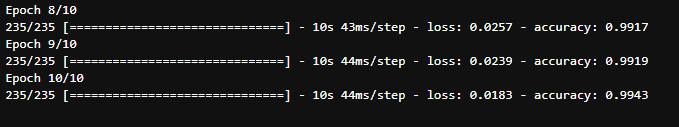 Epoch 8/10
235/235 [==============================] - 10s 43ms/step - loss: 0.0257 - accuracy: 0.9917
Epoch 9/10
235/235 [==============================] - 10s 44ms/step - loss: 0.0239 - accuracy: 0.9919
Epoch 10/10
235/235 [==============================] - 10s 44ms/step - loss: 0.0183 - accuracy: 0.9943